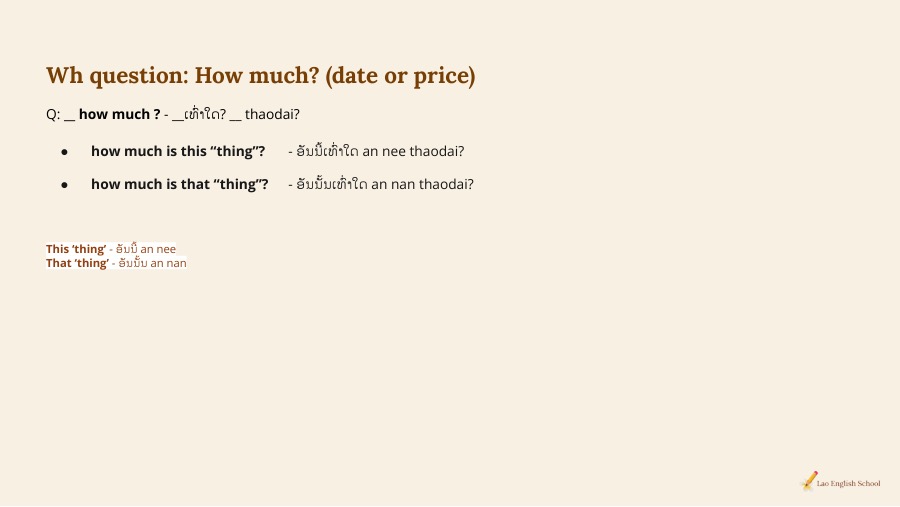 Wh question: How much? (date or price)
Q: __ how much ? - __ເທົ່າໃດ? __ thaodai?
● how much is this “thing”? - ອັນນີ້ເທົ່າໃດ an nee thaodai?
● how much is that “thing”? - ອັນນັ້ນເທົ່າໃດ an nan thaodai?
This ‘thing’ - ອັນນີ້ an nee
That ‘thing’ - ອັນນັ້ນ an nan
Lao English School